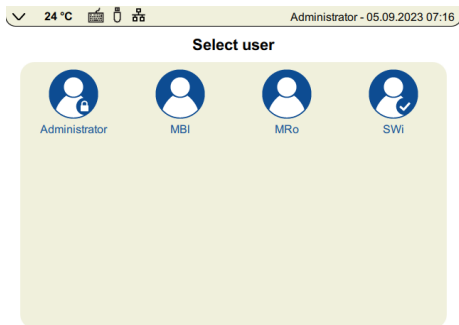 24 °C Administrator - 05.09.2023 07:16
Select user
Administrator MBI MRo SWi